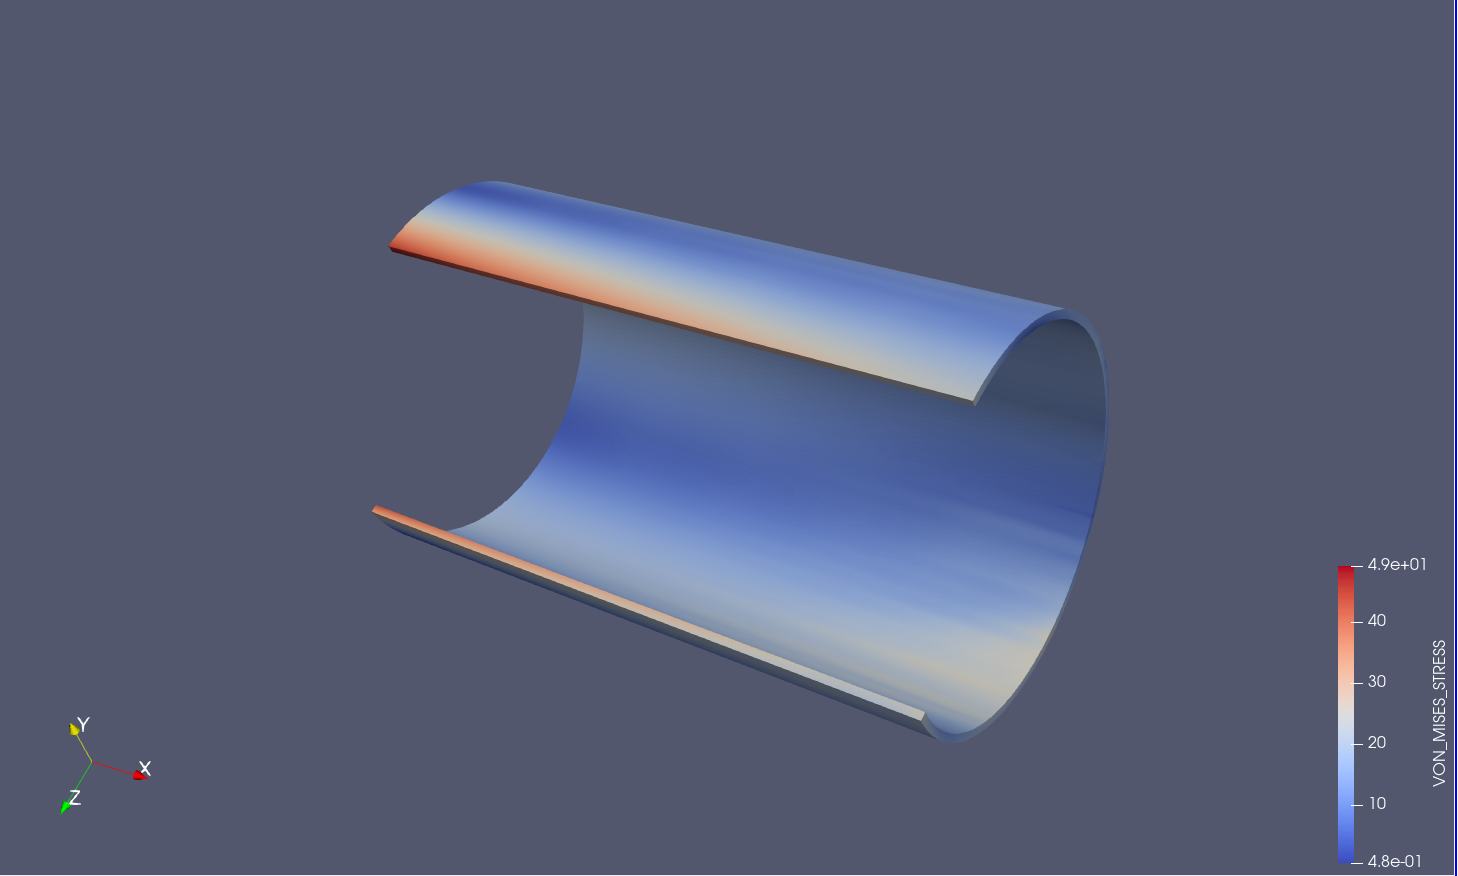 4.9e+01
40
30
20
10
4.8e-01
VON_MISES_STRESS
Y
X
Z